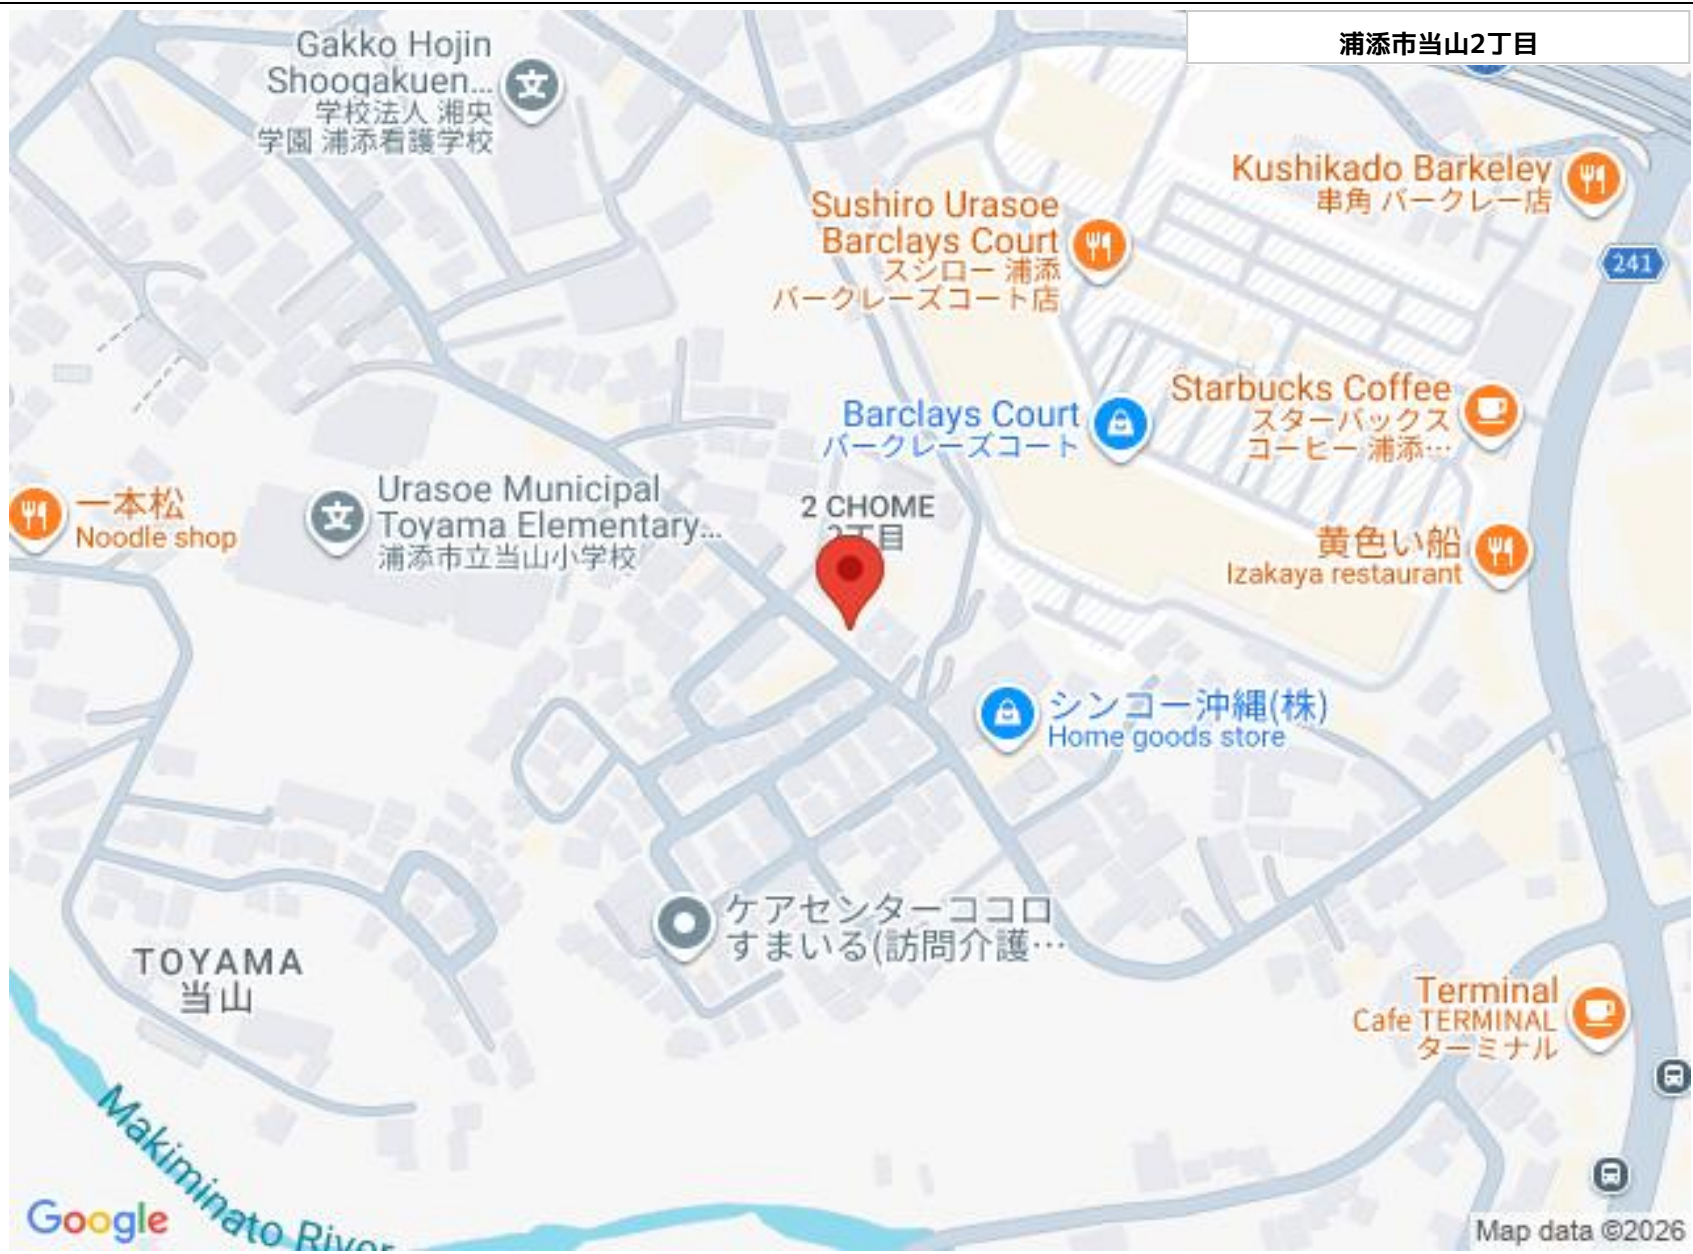 浦添市当山2丁目
Gakko Hojin
Shoogakuen...
学校法人 湘央
学園 浦添看護学校
Kushikado Barkeley
串角 バークレー店
Sushiro Urasoe
Barclays Court
スシロー 浦添
バークレーズコート店
241
Starbucks Coffee
スターバックス
コーヒー 浦添…
Barclays Court
バークレーズコート
一本松
Noodle shop
Urasoe Municipal
Toyama Elementary...
浦添市立当山小学校
2 CHOME
2丁目
黄色い船
Izakaya restaurant
シンコー沖縄(株)
Home goods store
ケアセンターココロ
すまいる(訪問介護…
TOYAMA
当山
Terminal
Cafe TERMINAL
ターミナル
Makiminato River
Google
Map data ©2026